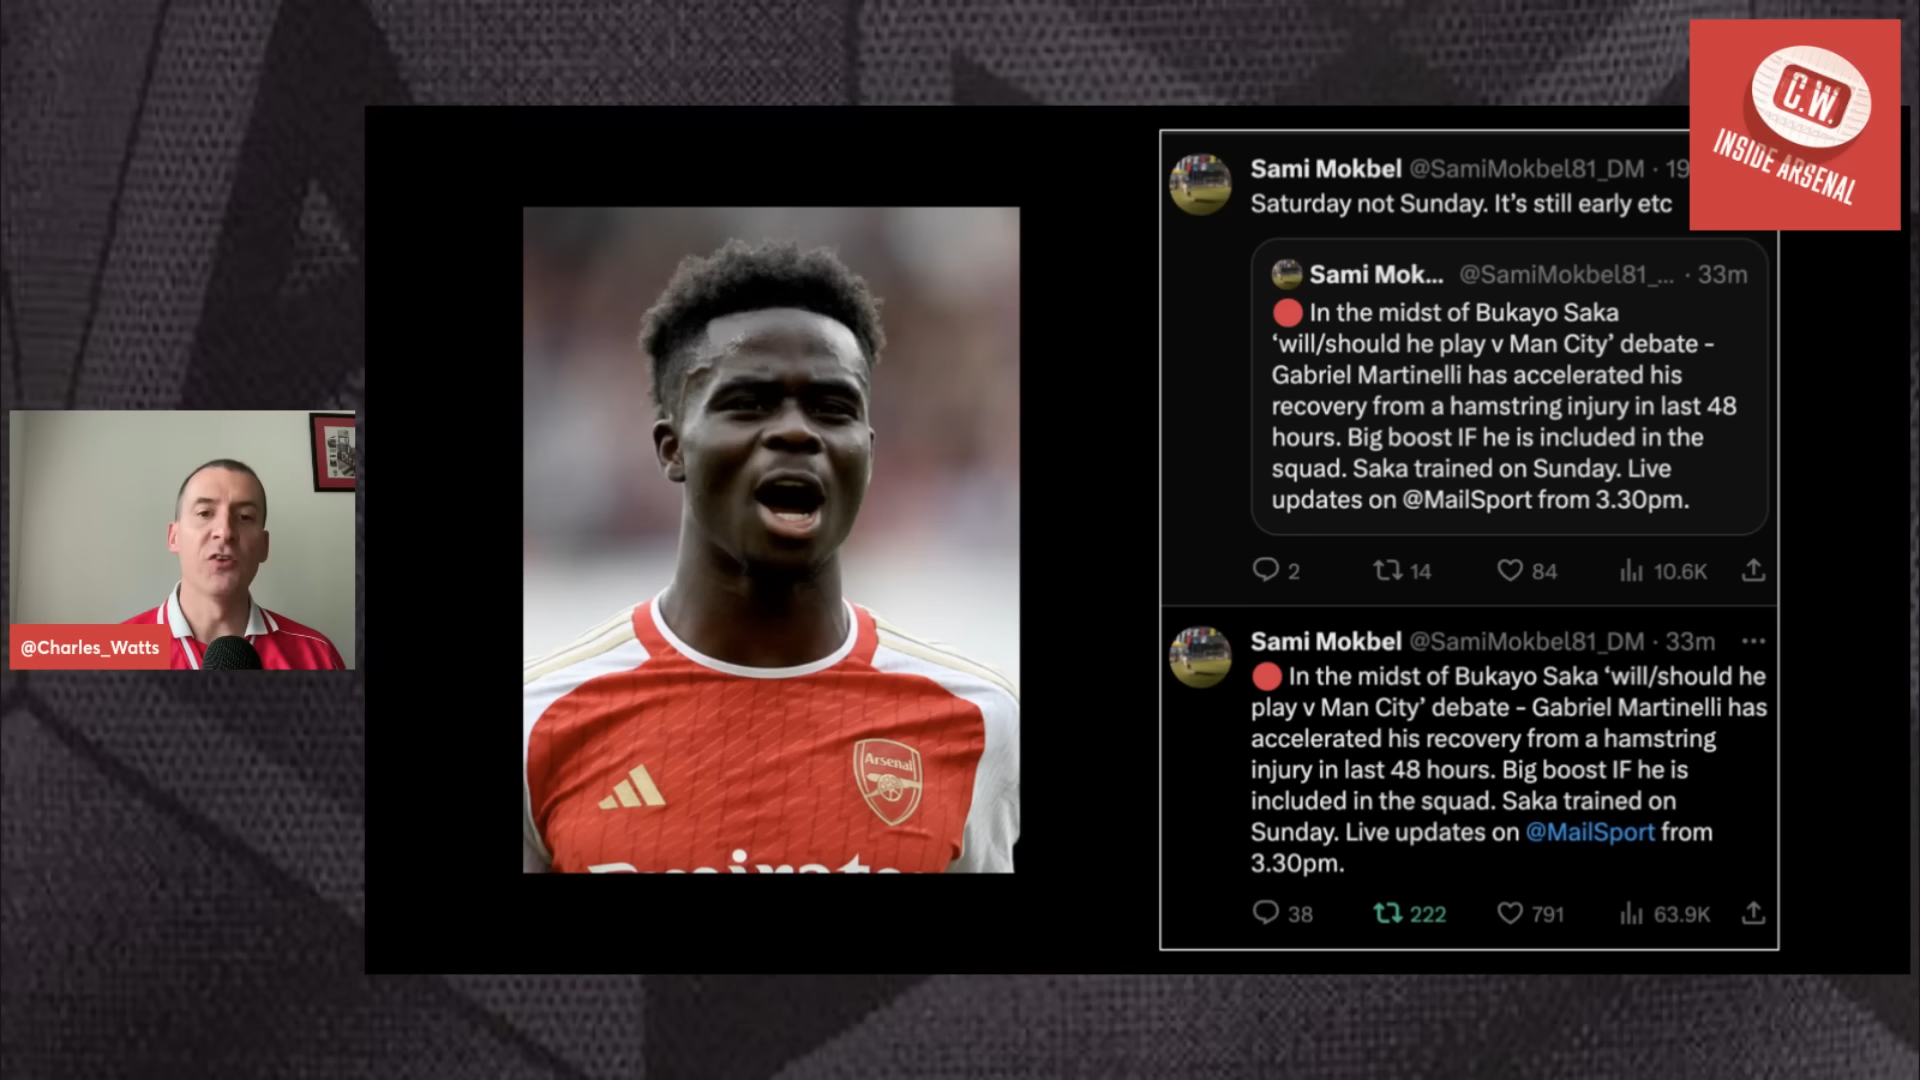 C.W.
INSIDE ARSENAL
@Charles_Watts
Arsenal
Sami Mokbel @SamiMokbel81_DM · 19
Saturday not Sunday. It’s still early etc
Sami Mok... @SamiMokbel81_... · 33m
In the midst of Bukayo Saka
‘will/should he play v Man City’ debate -
Gabriel Martinelli has accelerated his
recovery from a hamstring injury in last 48
hours. Big boost IF he is included in the
squad. Saka trained on Sunday. Live
updates on @MailSport from 3.30pm.
2 14 84 10.6K
Sami Mokbel @SamiMokbel81_DM · 33m ...
In the midst of Bukayo Saka ‘will/should he
play v Man City’ debate - Gabriel Martinelli has
accelerated his recovery from a hamstring
injury in last 48 hours. Big boost IF he is
included in the squad. Saka trained on
Sunday. Live updates on @MailSport from
3.30pm.
38 222 791 63.9K